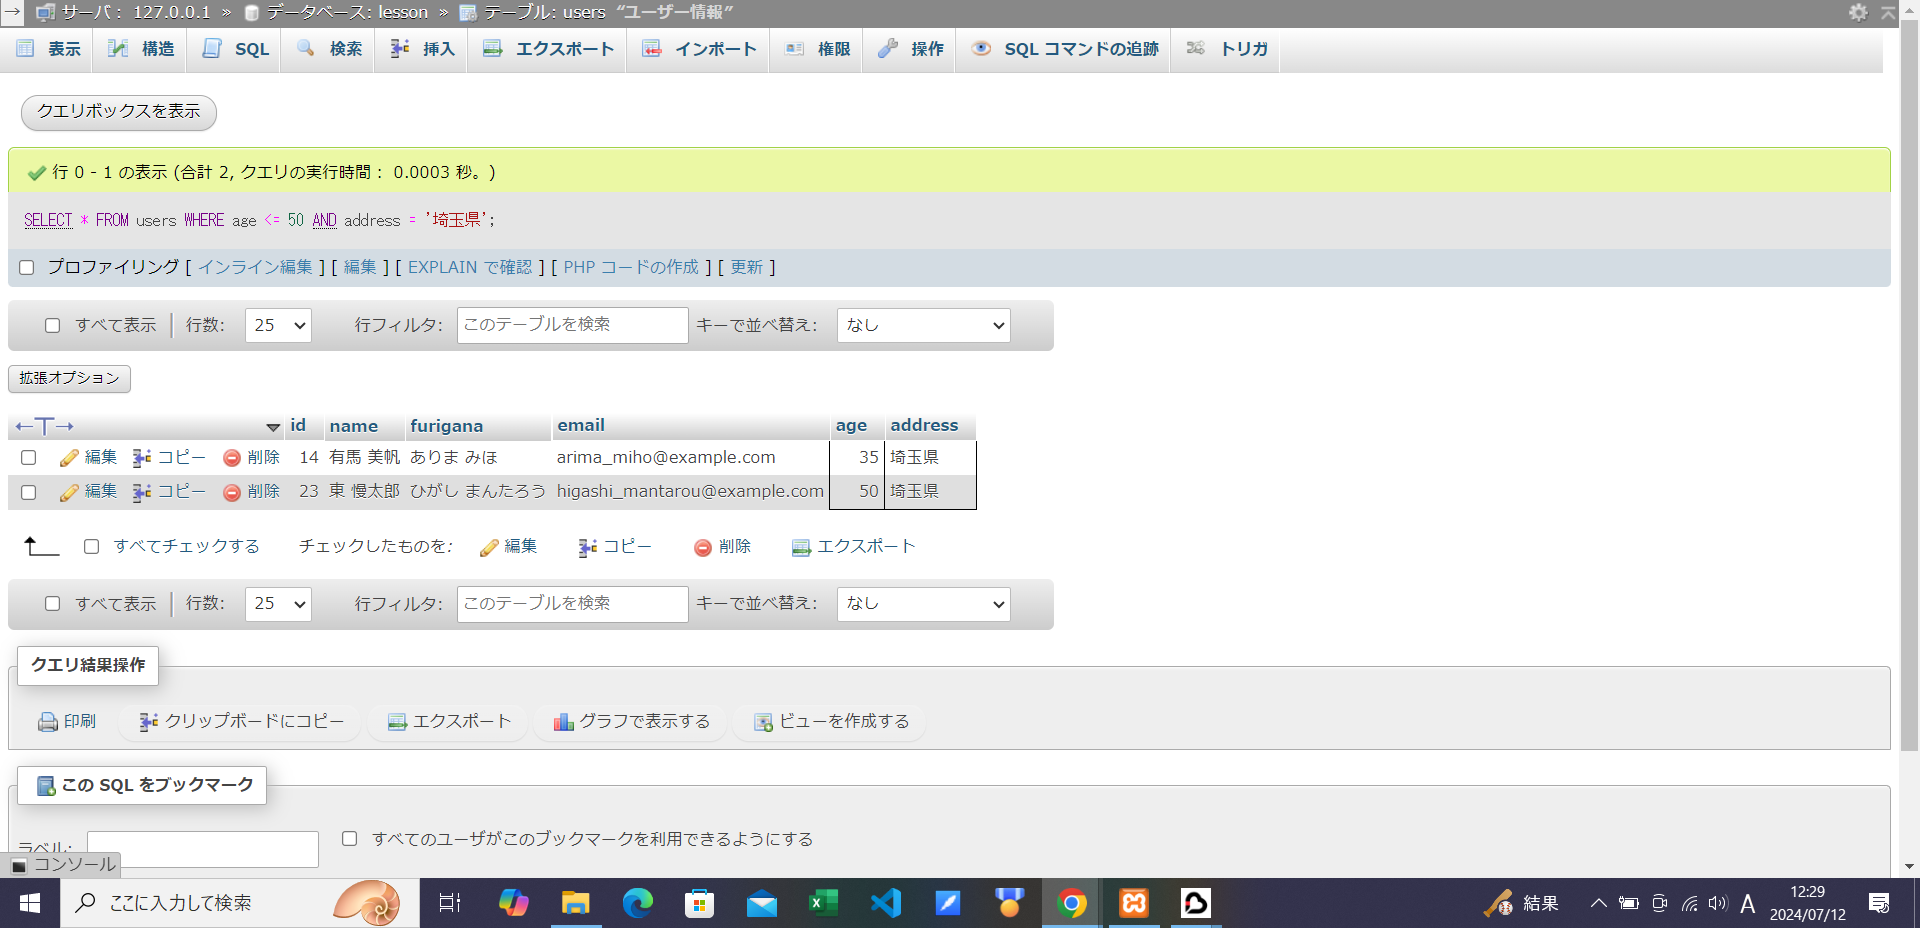 サーバ: 127.0.0.1 » データベース: lesson » テーブル: users “ユーザー情報”
表示 構造 SQL 検索 挿入 エクスポート インポート 権限 操作 SQL コマンドの追跡 トリガ
クエリボックスを表示
行 0 - 1 の表示 (合計 2, クエリの実行時間： 0.0003 秒。)
SELECT * FROM users WHERE age <= 50 AND address = '埼玉県';
プロファイリング [ インライン編集 ] [ 編集 ] [ EXPLAIN で確認 ] [ PHP コードの作成 ] [ 更新 ]
すべて表示 行数: 25 行フィルタ: このテーブルを検索 キーで並べ替え: なし
拡張オプション
←T→ id name furigana email age address
編集 コピー 削除 14 有馬 美帆 ありま みほ arima_miho@example.com 35 埼玉県
編集 コピー 削除 23 東 慢太郎 ひがし まんたろう higashi_mantarou@example.com 50 埼玉県
すべてチェックする チェックしたものを: 編集 コピー 削除 エクスポート
すべて表示 行数: 25 行フィルタ: このテーブルを検索 キーで並べ替え: なし
クエリ結果操作
印刷 クリップボードにコピー エクスポート グラフで表示する ビューを作成する
この SQL をブックマーク
ラベル: すべてのユーザがこのブックマークを利用できるようにする
コンソール
ここに入力して検索 結果 A 12:29
2024/07/12